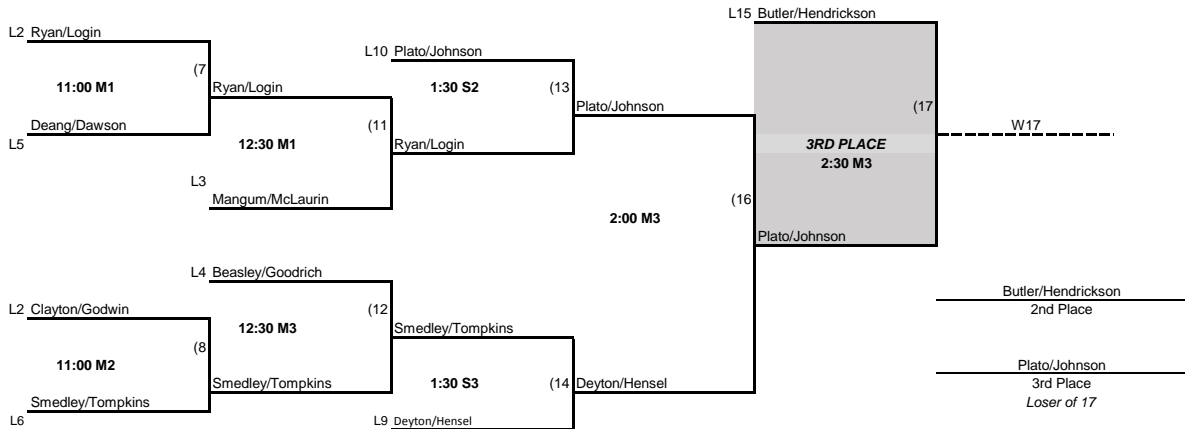 L15 Butler/Hendrickson
L2 Ryan/Login
L10 Plato/Johnson
(7
11:00 M1
Ryan/Login
1:30 S2
(13
Plato/Johnson
(17
Deang/Dawson
L5
12:30 M1
(11
W17
Ryan/Login
3RD PLACE
2:30 M3
L3
Mangum/McLaurin
(16
2:00 M3
Plato/Johnson
L4 Beasley/Goodrich
L2 Clayton/Godwin
(12
12:30 M3
Smedley/Tompkins
Butler/Hendrickson
2nd Place
(8
11:00 M2
Smedley/Tompkins
1:30 S3
(14
Deyton/Hensel
Plato/Johnson
3rd Place
Loser of 17
Smedley/Tompkins
L6
L9 Deyton/Hensel